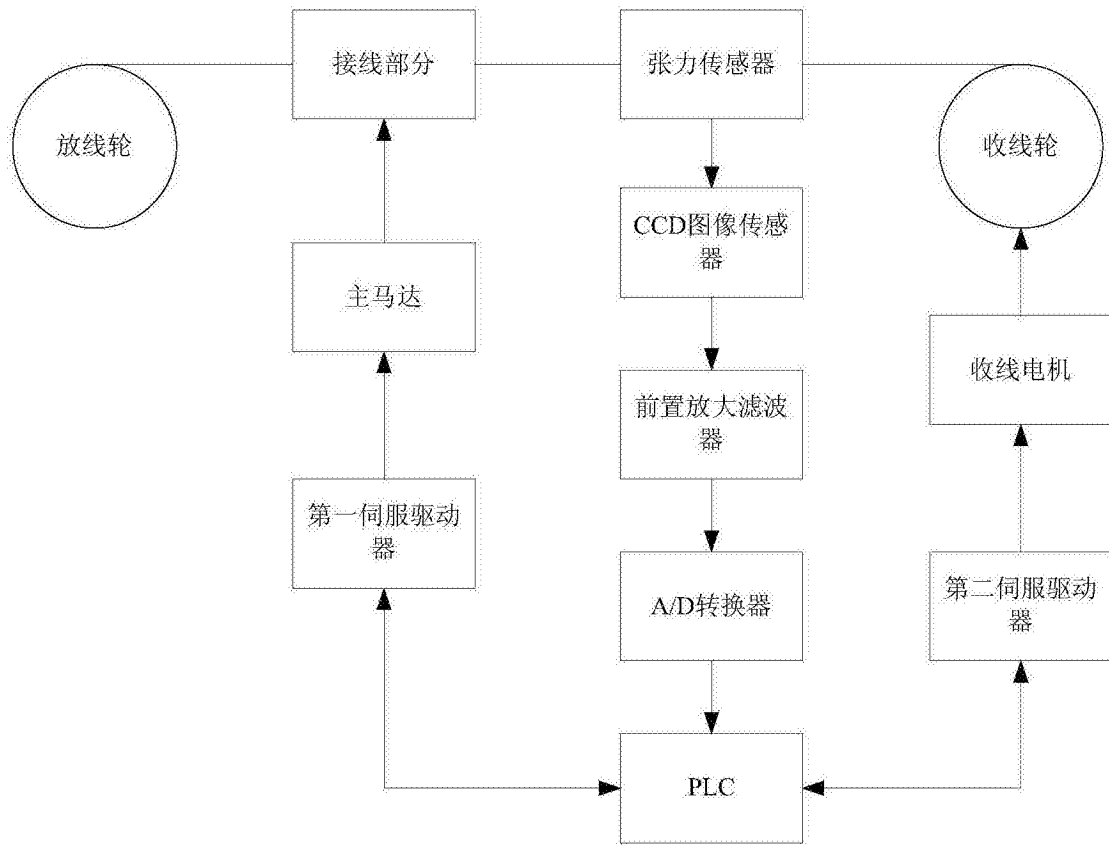 接线部分
张力传感器
放线轮
收线轮
CCD图像传感
器
主马达
收线电机
前置放大滤波
器
第一伺服驱动
器
A/D转换器
第二伺服驱动
器
PLC